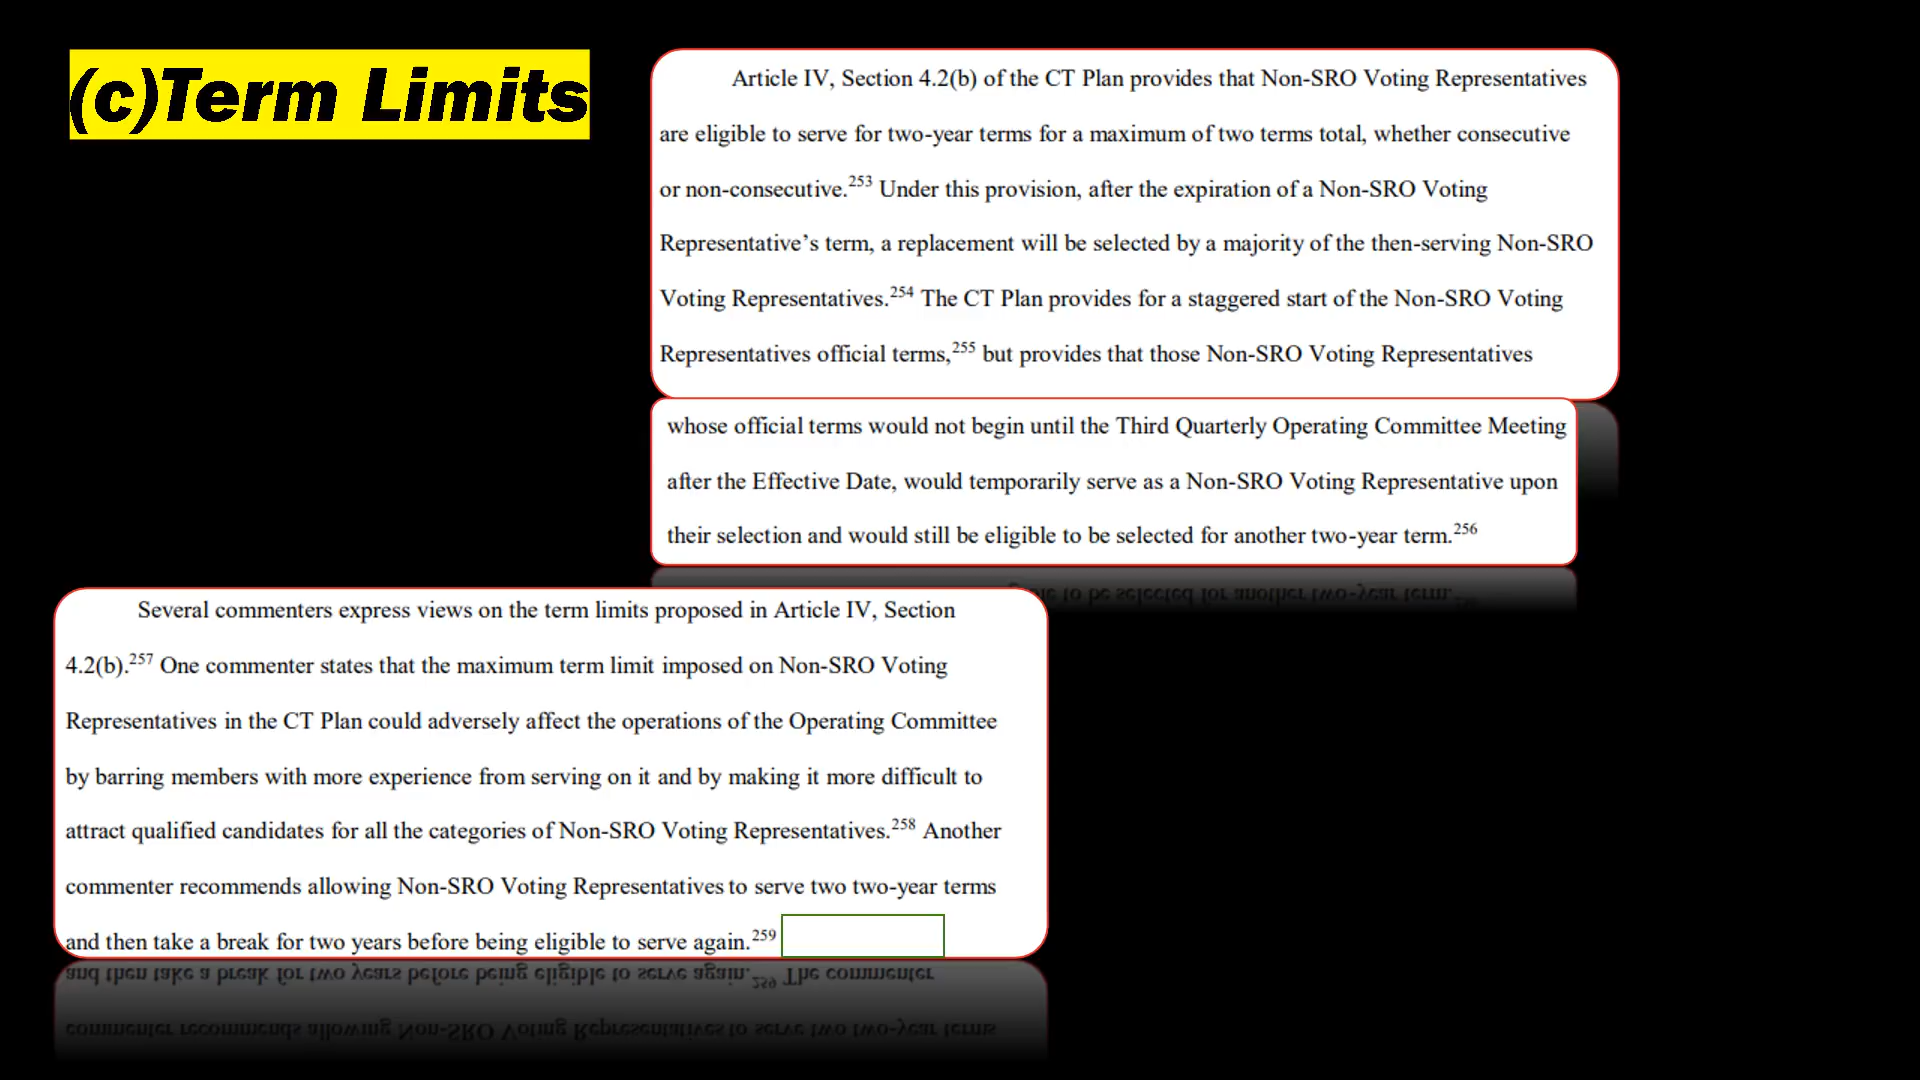 (c)Term Limits
Article IV, Section 4.2(b) of the CT Plan provides that Non-SRO Voting Representatives
are eligible to serve for two-year terms for a maximum of two terms total, whether consecutive
or non-consecutive.253 Under this provision, after the expiration of a Non-SRO Voting
Representative’s term, a replacement will be selected by a majority of the then-serving Non-SRO
Voting Representatives.254 The CT Plan provides for a staggered start of the Non-SRO Voting
Representatives official terms,255 but provides that those Non-SRO Voting Representatives
whose official terms would not begin until the Third Quarterly Operating Committee Meeting
after the Effective Date, would temporarily serve as a Non-SRO Voting Representative upon
their selection and would still be eligible to be selected for another two-year term.256
Several commenters express views on the term limits proposed in Article IV, Section
4.2(b).257 One commenter states that the maximum term limit imposed on Non-SRO Voting
Representatives in the CT Plan could adversely affect the operations of the Operating Committee
by barring members with more experience from serving on it and by making it more difficult to
attract qualified candidates for all the categories of Non-SRO Voting Representatives.258 Another
commenter recommends allowing Non-SRO Voting Representatives to serve two two-year terms
and then take a break for two years before being eligible to serve again.259